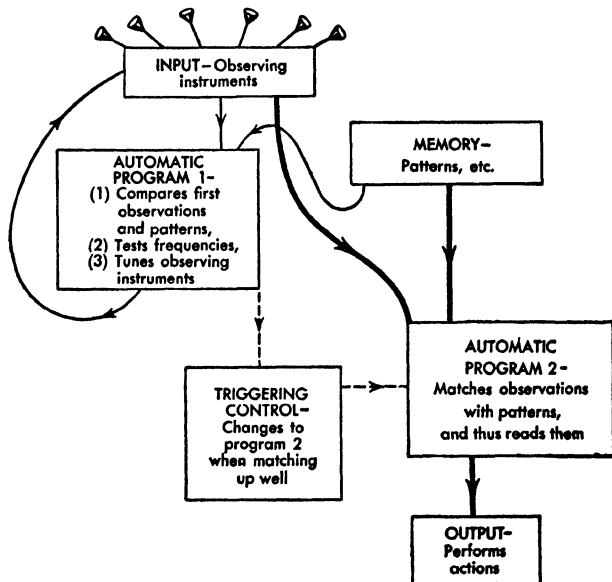 INPUT–Observing
instruments
AUTOMATIC
PROGRAM 1–
(1) Compares first
observations
and patterns,
(2) Tests frequencies,
(3) Tunes observing
instruments
MEMORY–
Patterns, etc.
TRIGGERING
CONTROL–
Changes to
program 2
when matching
up well
AUTOMATIC
PROGRAM 2–
Matches observations
with patterns,
and thus reads them
OUTPUT–
Performs
actions